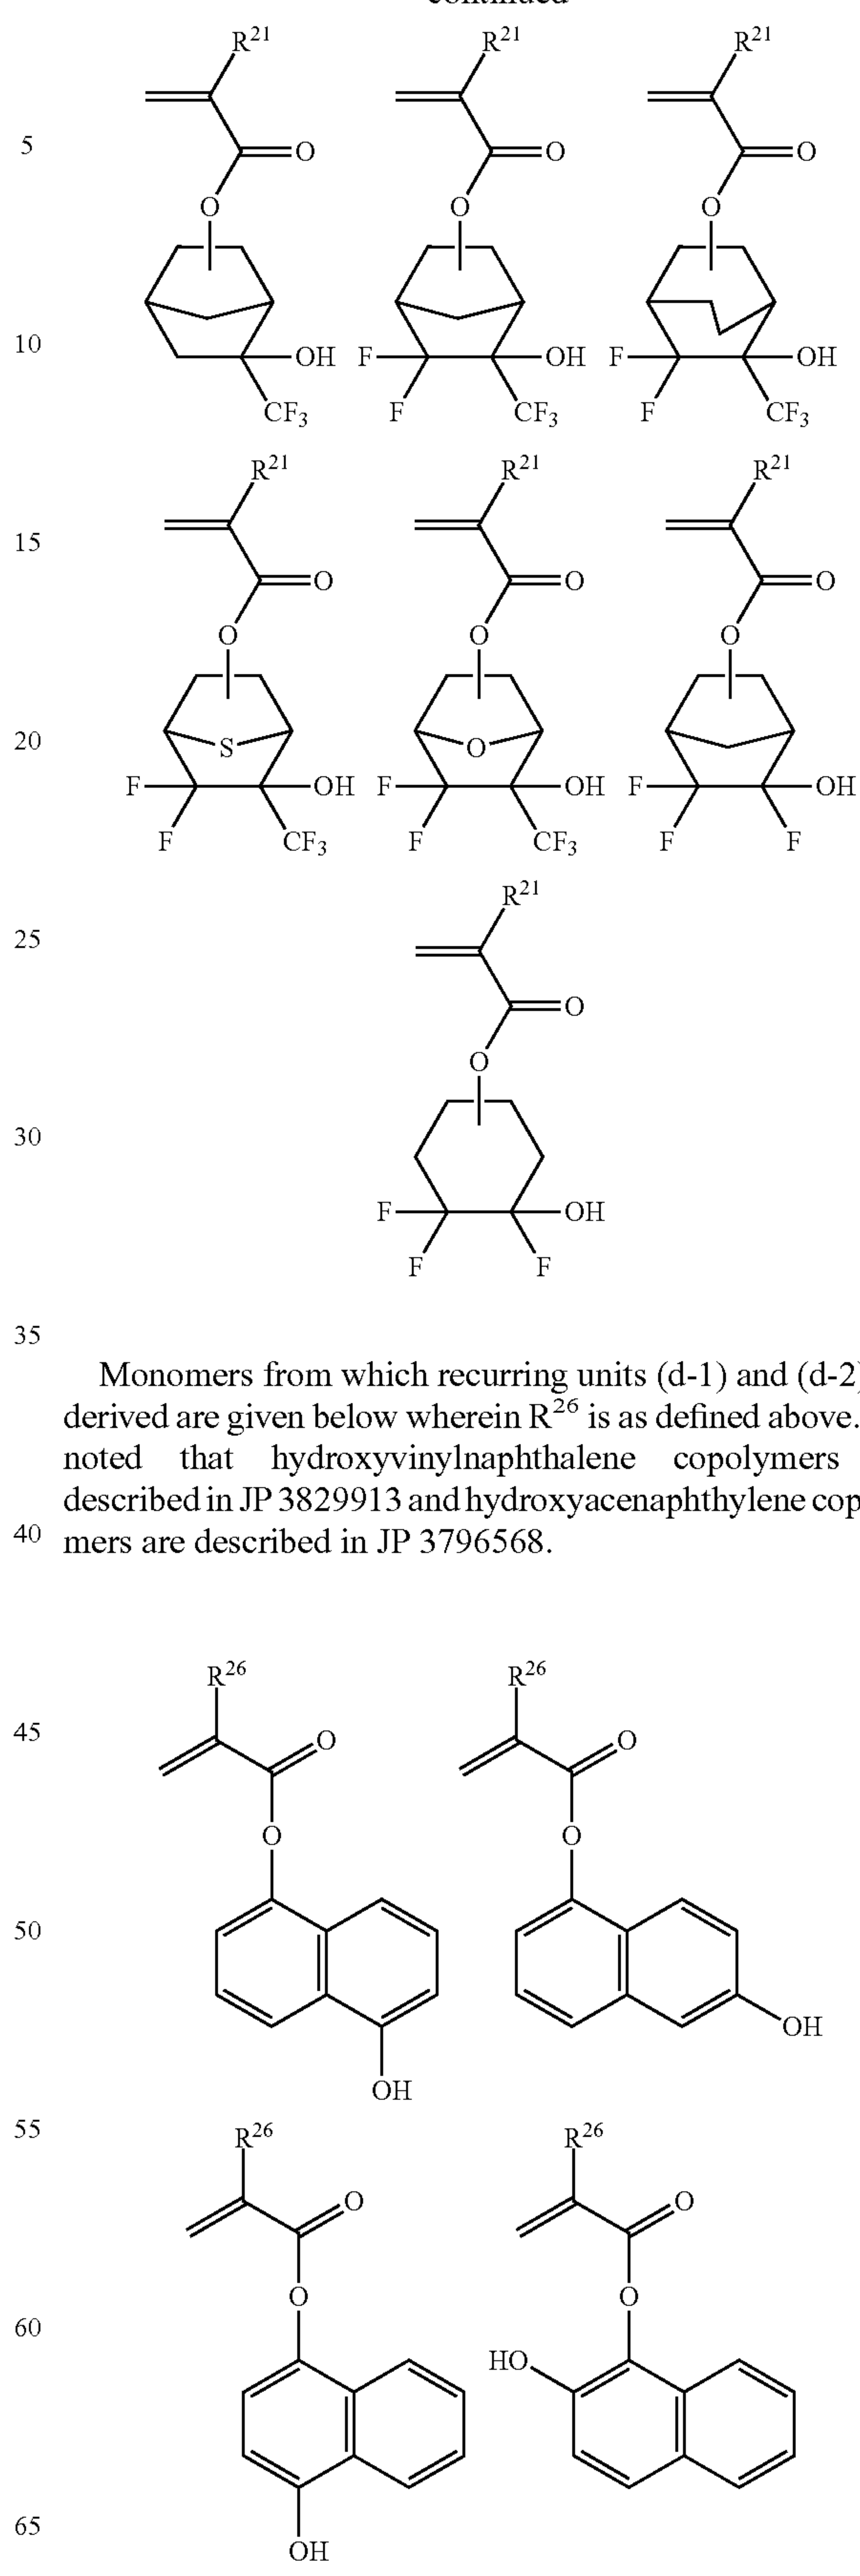 continued
R21 R21 R21
5 O O O
O O O
10 OH F OH F OH
CF3 F CF3 F CF3
R21 R21 R21
15
O O O
O O O
20 S O
F OH F OH F OH
F CF3 F CF3 F F
R21
25
O
O
30
F OH
F F
35
Monomers from which recurring units (d-1) and (d-2)
derived are given below wherein R26 is as defined above.
noted that hydroxyvinylnaphthalene copolymers
described in JP 3829913 and hydroxyacenaphthylene cop
40 mers are described in JP 3796568.
R26 R26
45 O O
O O
50
OH
OH
55 R26 R26
O O
O O
60
HO
65
OH